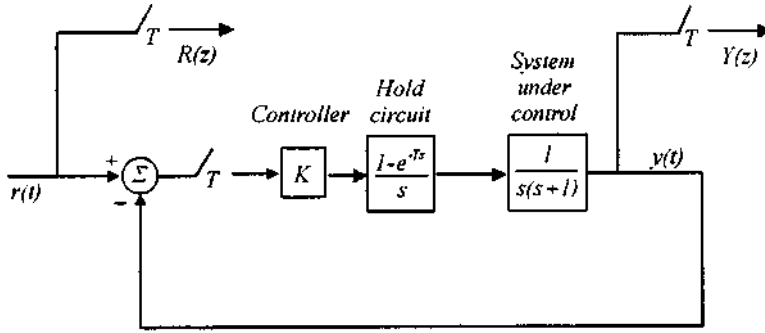 T
R(z)
T
Y(z)
System
under
control
Hold
circuit
Controller
+
Σ
T
K
1-e^-Ts
s
1
s(s+1)
y(t)
r(t)
-